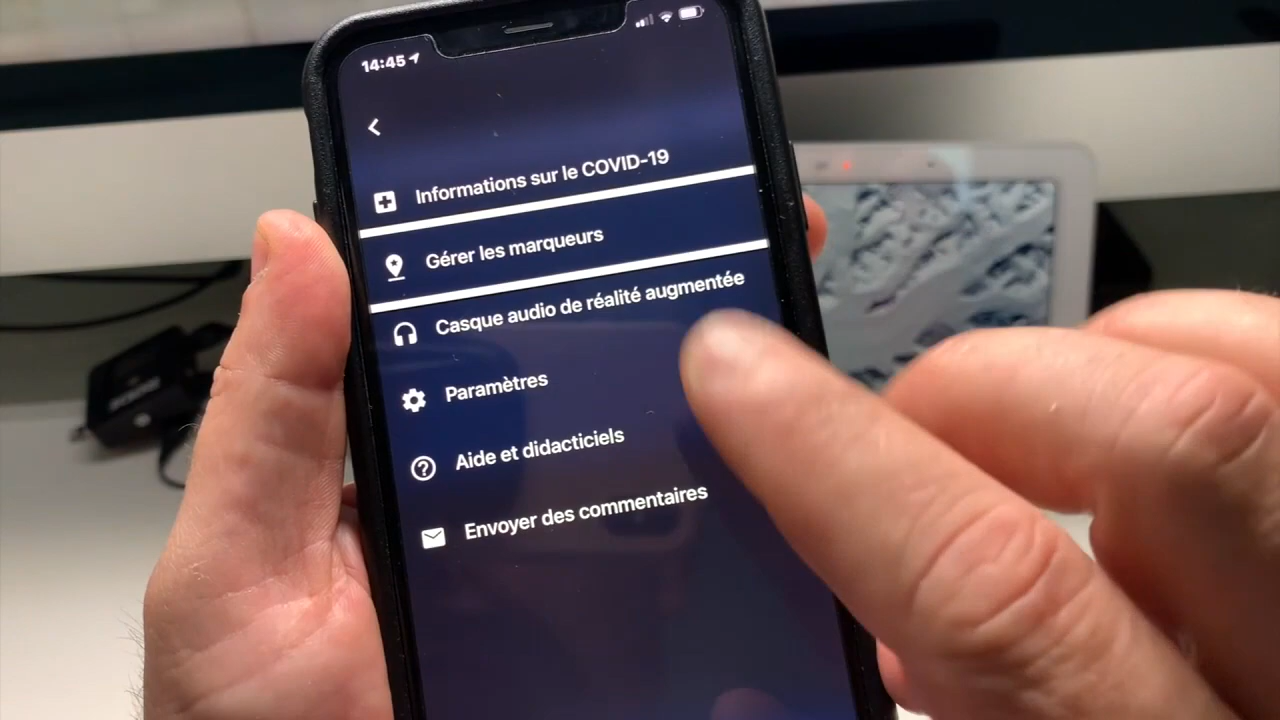 14:45
Informations sur le COVID-19
Gérer les marqueurs
Casque audio de réalité augmentée
Paramètres
Aide et didacticiels
Envoyer des commentaires